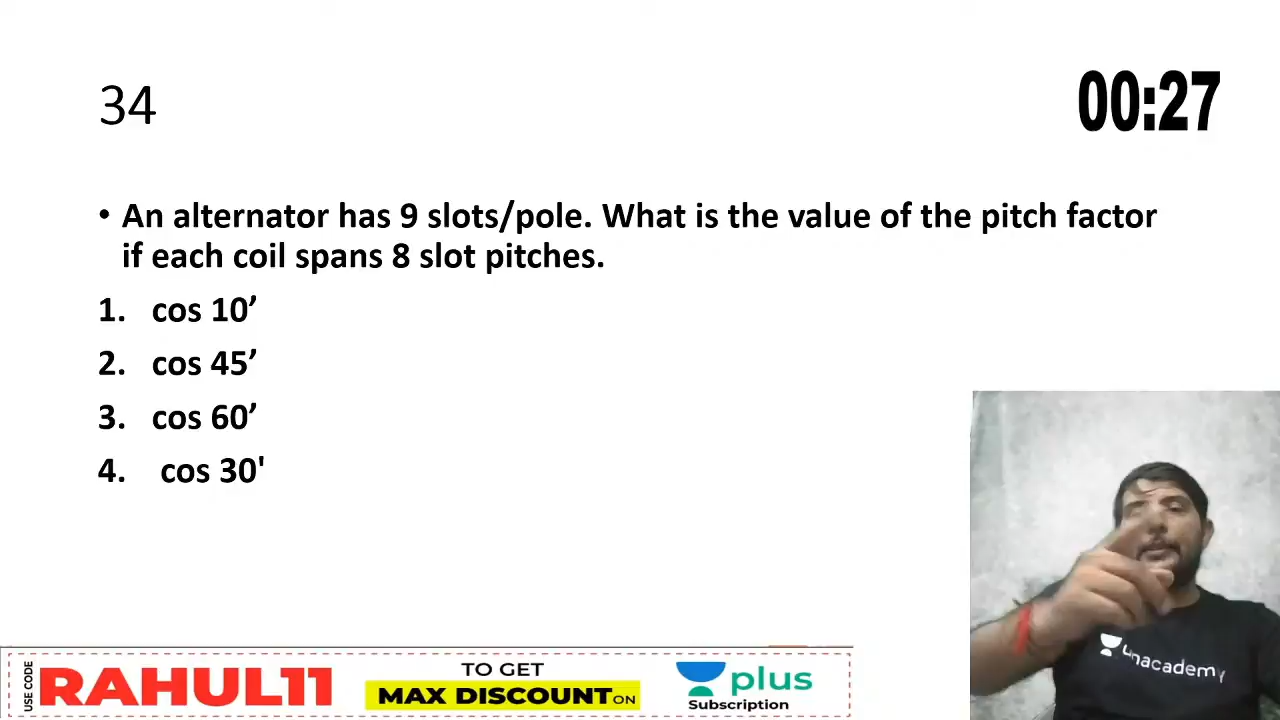 34
00:27
• An alternator has 9 slots/pole. What is the value of the pitch factor
if each coil spans 8 slot pitches.
1. cos 10’
2. cos 45’
3. cos 60’
4. cos 30'
unacademy
USE CODE
RAHUL11
TO GET
MAX DISCOUNT ON
plus
Subscription